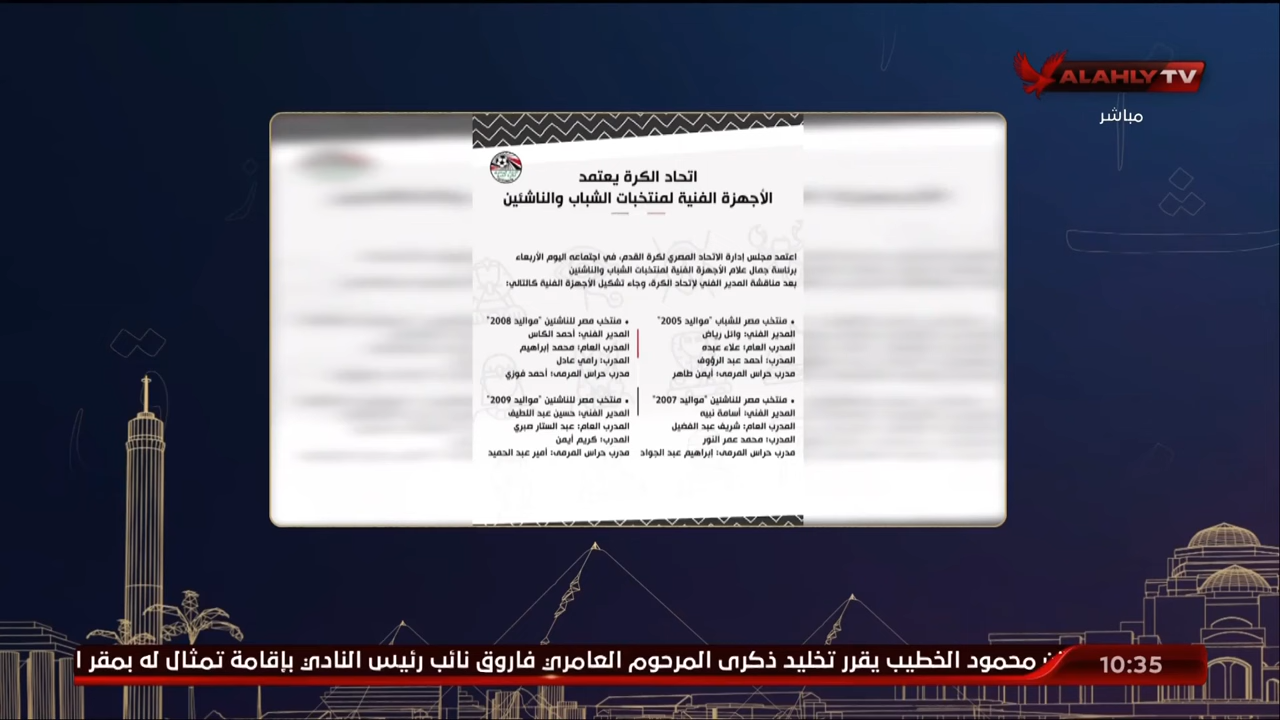 ALAHLY TV
مباشر
اتحاد الكرة يعتمد
الأجهزة الفنية لمنتخبات الشباب والناشئين
اعتمد مجلس إدارة الاتحاد المصري لكرة القدم، في اجتماعه اليوم الأربعاء
برئاسة جمال علام الأجهزة الفنية لمنتخبات الشباب والناشئين
بعد مناقشة المدير الفني لإتحاد الكرة، وجاء تشكيل الأجهزة الفنية كالتالي:
• منتخب مصر للشباب "مواليد 2005"
المدير الفني: وائل رياض
المدرب العام: علاء عبده
المدرب: أحمد عبد الرؤوف
مدرب حراس المرمى: أيمن طاهر
• منتخب مصر للناشئين "مواليد 2008"
المدير الفني: أحمد الكاس
المدرب العام: محمد إبراهيم
المدرب: رامي عادل
مدرب حراس المرمى: أحمد فوزي
• منتخب مصر للناشئين "مواليد 2007"
المدير الفني: أسامة نبيه
المدرب العام: شريف عبد الفضيل
المدرب: محمد عمر النور
مدرب حراس المرمى: إبراهيم عبد الجواد
• منتخب مصر للناشئين "مواليد 2009"
المدير الفني: حسين عبد اللطيف
المدرب العام: عبد الستار صبري
المدرب: كريم أيمن
مدرب حراس المرمى: أمير عبد الحميد
محمود الخطيب يقرر تخليد ذكرى المرحوم العامري فاروق نائب رئيس النادي بإقامة تمثال له بمقر ا
10:35